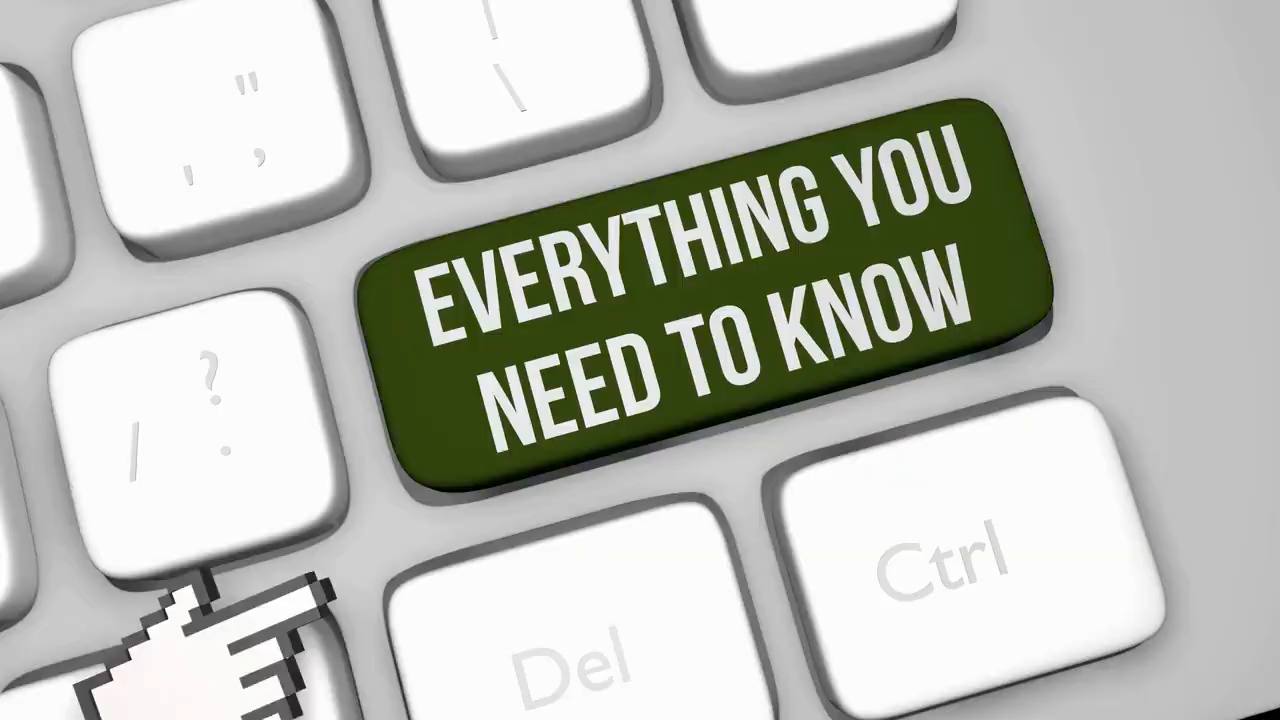 "
' ,
|
\
EVERYTHING YOU
NEED TO KNOW
?
/ .
Del
Ctrl